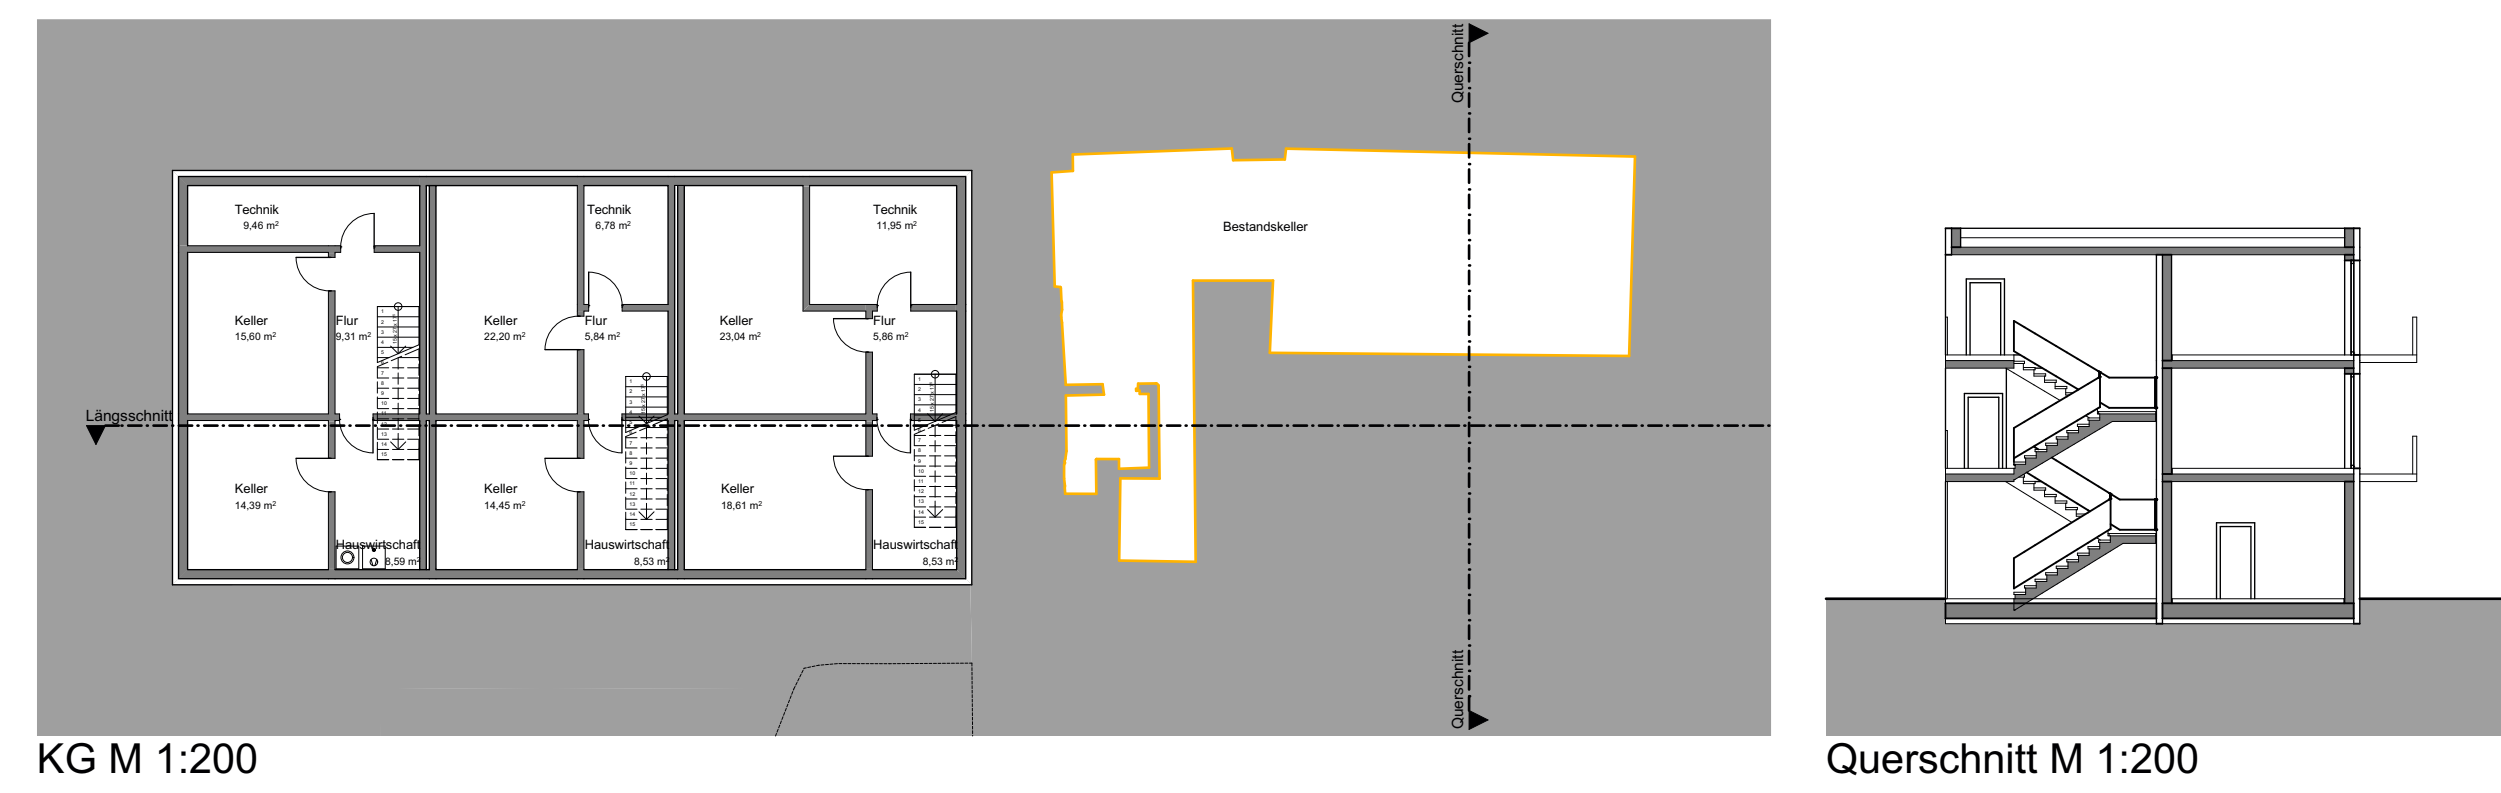 Querschnitt
Technik
9,46 m²
Technik
6,78 m²
Technik
11,95 m²
Bestandskeller
Keller
15,60 m²
Flur
9,31 m²
Keller
22,20 m²
Flur
5,84 m²
Keller
23,04 m²
Flur
5,86 m²
Längsschnitt
Keller
14,39 m²
Keller
14,45 m²
Keller
18,61 m²
Hauswirtschaft
8,59 m²
Hauswirtschaft
8,53 m²
Hauswirtschaft
8,53 m²
Querschnitt
KG M 1:200
Querschnitt M 1:200